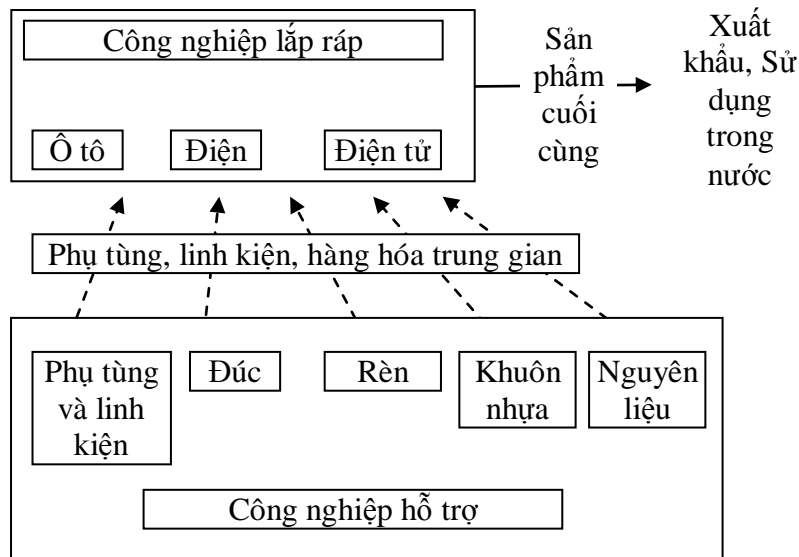 Công nghiệp lắp ráp
Ô tô
Điện
Điện tử
Sản
phẩm
cuối
cùng
Xuất
khẩu, Sử
dụng
trong
nước
Phụ tùng, linh kiện, hàng hóa trung gian
Phụ tùng
và linh
kiện
Đúc
Rèn
Khuôn
nhựa
Nguyên
liệu
Công nghiệp hỗ trợ